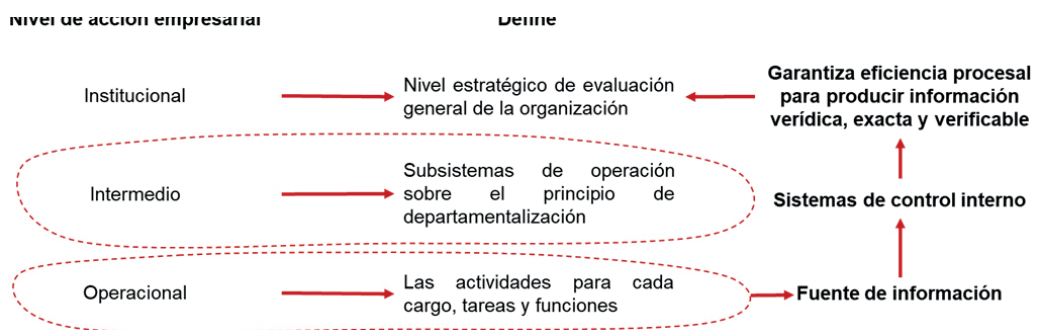 Nivel de acción empresarial
Define
Institucional
Nivel estratégico de evaluación
general de la organización
Garantiza eficiencia procesal
para producir información
verídica, exacta y verificable
Intermedio
Subsistemas de operación
sobre el principio de
departamentalización
Sistemas de control interno
Operacional
Las actividades para cada
cargo, tareas y funciones
Fuente de información